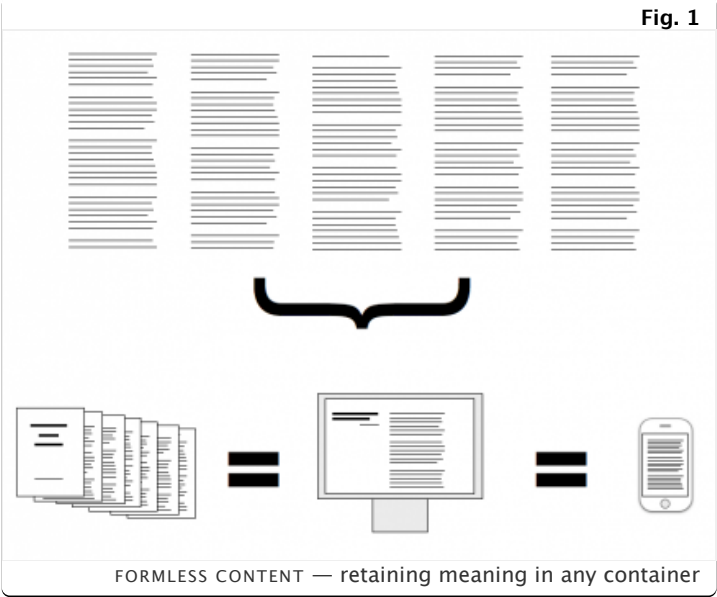 Fig. 1
FORMLESS CONTENT — retaining meaning in any container